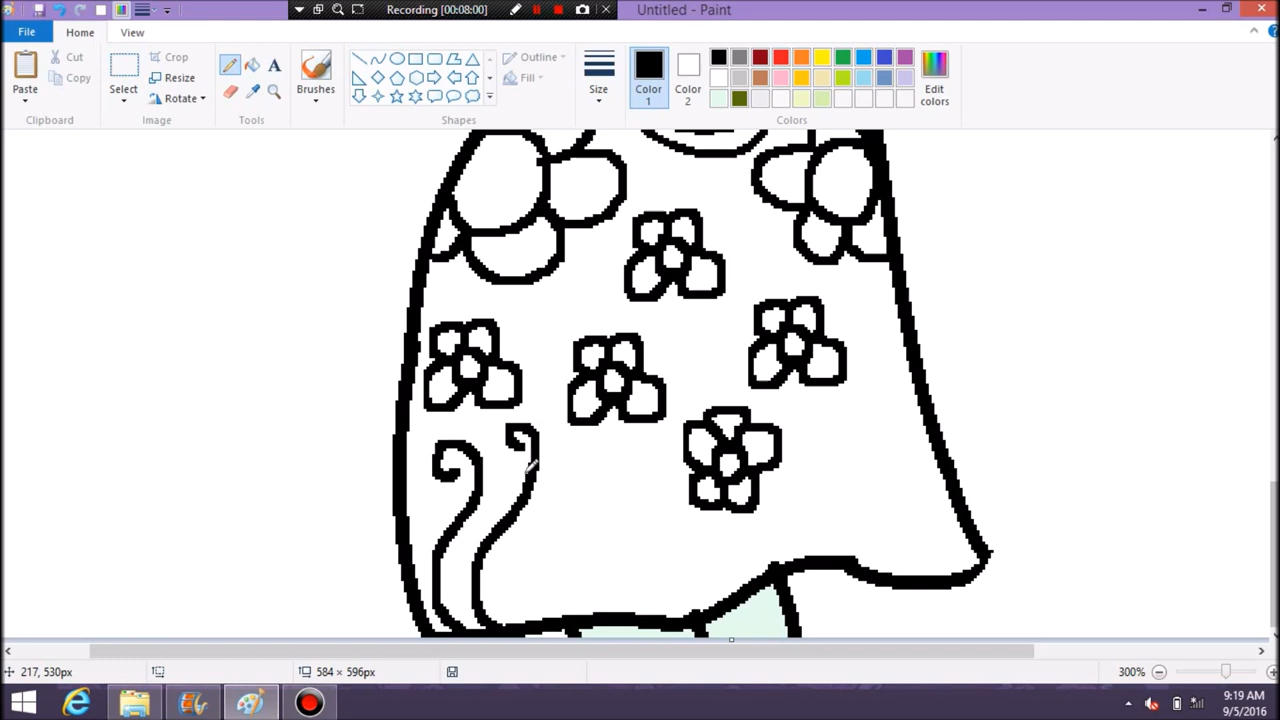 Recording [00:08:00]
Untitled - Paint
File
Home
View
Paste
Cut
Copy
Clipboard
Select
Crop
Resize
Rotate
Image
A
Tools
Brushes
Outline
Fill
Shapes
Size
Color 1
Color 2
Edit colors
Colors
217, 530px
584 × 596px
300%
9:19 AM
9/5/2016